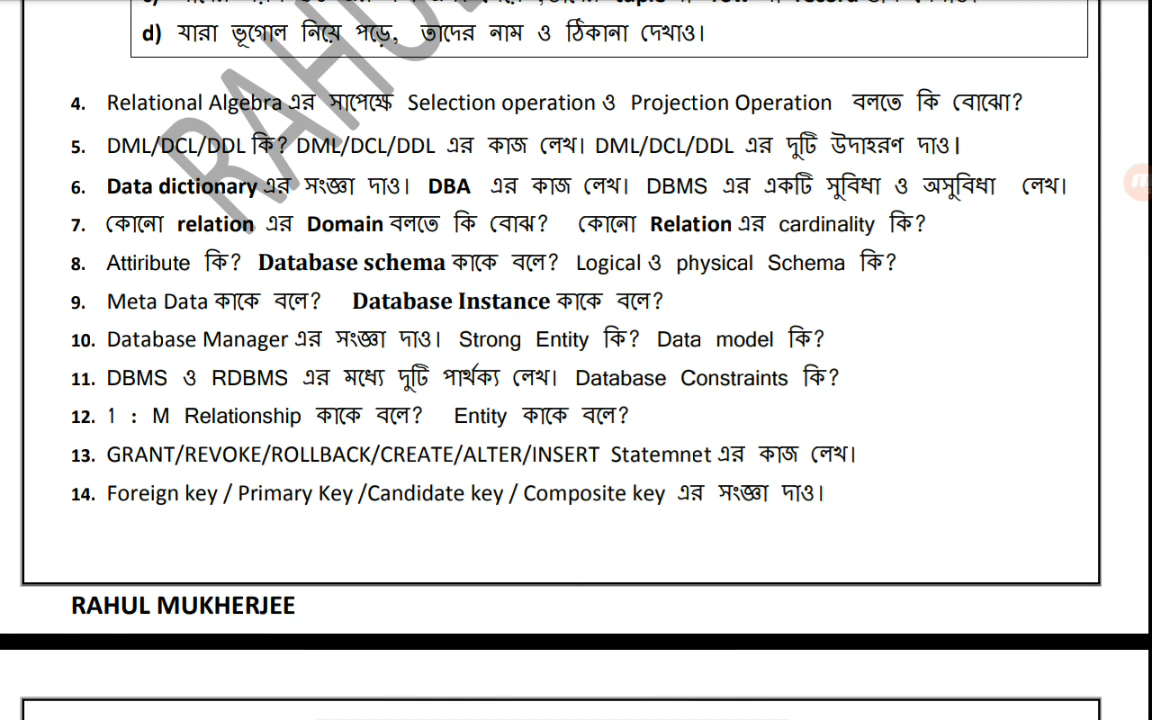 d) যারা ভূগোল নিয়ে পড়ে, তাদের নাম ও ঠিকানা দেখাও।
4. Relational Algebra এর সাপেক্ষে Selection operation ও Projection Operation বলতে কি বোঝো?
5. DML/DCL/DDL কি? DML/DCL/DDL এর কাজ লেখ। DML/DCL/DDL এর দুটি উদাহরণ দাও।
6. Data dictionary এর সংজ্ঞা দাও। DBA এর কাজ লেখ। DBMS এর একটি সুবিধা ও অসুবিধা লেখ।
7. কোনো relation এর Domain বলতে কি বোঝ? কোনো Relation এর cardinality কি?
8. Attiribute কি? Database schema কাকে বলে? Logical ও physical Schema কি?
9. Meta Data কাকে বলে? Database Instance কাকে বলে?
10. Database Manager এর সংজ্ঞা দাও। Strong Entity কি? Data model কি?
11. DBMS ও RDBMS এর মধ্যে দুটি পার্থক্য লেখ। Database Constraints কি?
12. 1 : M Relationship কাকে বলে? Entity কাকে বলে?
13. GRANT/REVOKE/ROLLBACK/CREATE/ALTER/INSERT Statemnet এর কাজ লেখ।
14. Foreign key / Primary Key /Candidate key / Composite key এর সংজ্ঞা দাও।
RAHUL MUKHERJEE